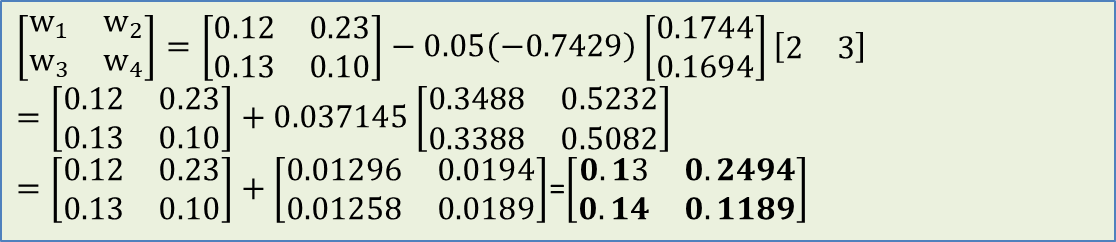 [w₁ w₂; w₃ w₄] = [0.12 0.23; 0.13 0.10] − 0.05(−0.7429) [0.1744; 0.1694] [2 3]
= [0.12 0.23; 0.13 0.10] + 0.037145 [0.3488 0.5232; 0.3388 0.5082]
= [0.12 0.23; 0.13 0.10] + [0.01296 0.0194; 0.01258 0.0189]=[0.13 0.2494; 0.14 0.1189]